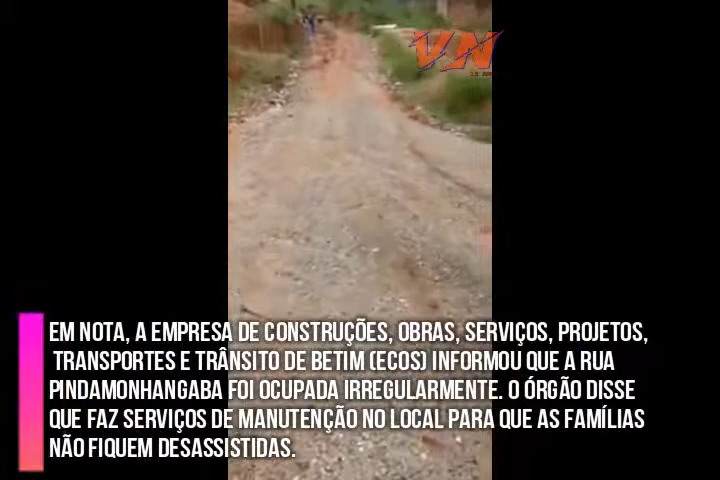 VN
EM NOTA, A EMPRESA DE CONSTRUÇÕES, OBRAS, SERVIÇOS, PROJETOS,
TRANSPORTES E TRÂNSITO DE BETIM (ECOS) INFORMOU QUE A RUA
PINDAMONHANGABA FOI OCUPADA IRREGULARMENTE. O ÓRGÃO DISSE
QUE FAZ SERVIÇOS DE MANUTENÇÃO NO LOCAL PARA QUE AS FAMÍLIAS
NÃO FIQUEM DESASSISTIDAS.